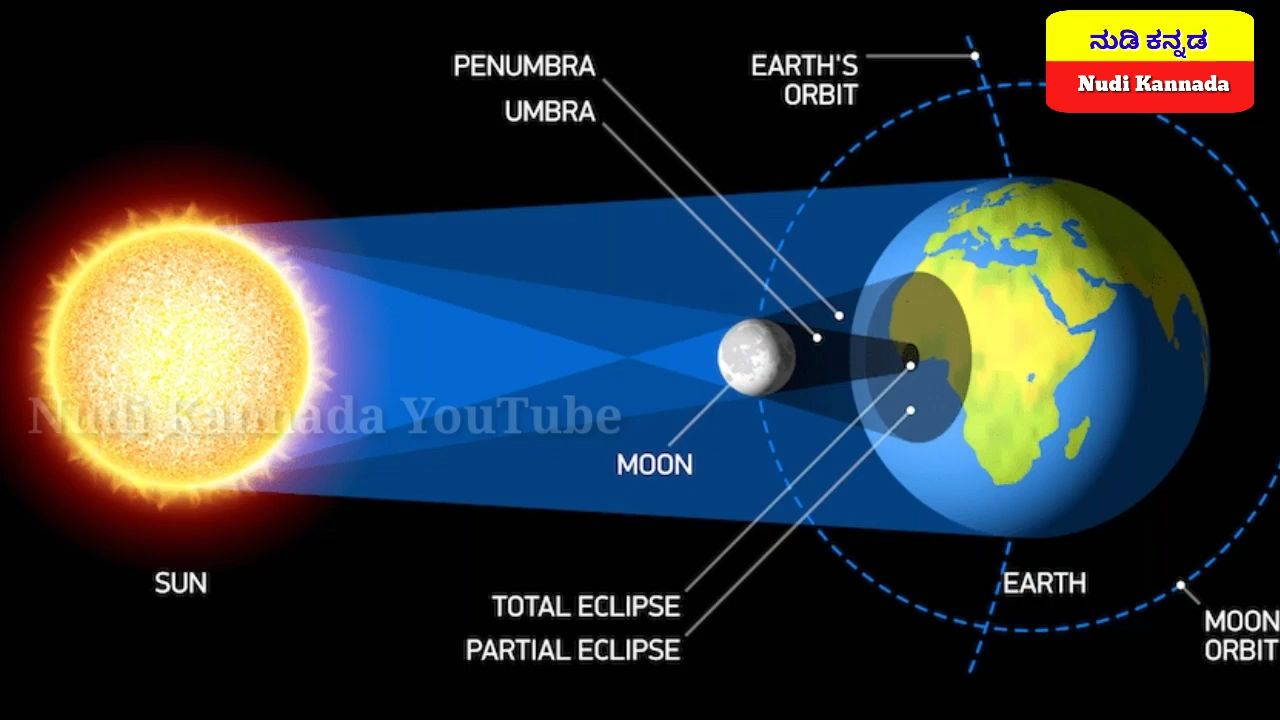 PENUMBRA
UMBRA
EARTH'S
ORBIT
ನುಡಿ ಕನ್ನಡ
Nudi Kannada
Nudi Kannada YouTube
MOON
SUN
TOTAL ECLIPSE
PARTIAL ECLIPSE
EARTH
MOON
ORBIT